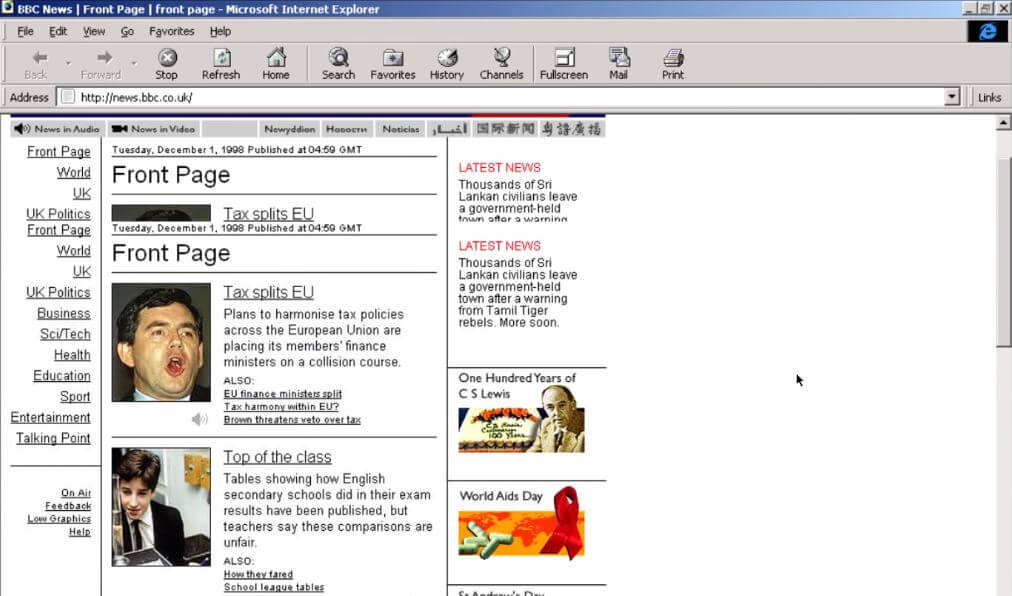 BBC News | Front Page | front page - Microsoft Internet Explorer
File Edit View Go Favorites Help
Back Forward Stop Refresh Home Search Favorites History Channels Fullscreen Mail Print
Address http://news.bbc.co.uk/ Links
News in Audio News in Video Newyddion Новости Noticias أخبار 国际新闻 粵語廣播
Front Page
World
UK
UK Politics
Front Page
World
UK
UK Politics
Business
Sci/Tech
Health
Education
Sport
Entertainment
Talking Point
On Air
Feedback
Low Graphics
Help
Tuesday, December 1, 1998 Published at 04:59 GMT
Front Page
Tax splits EU
Tuesday, December 1, 1998 Published at 04:59 GMT
Front Page
Tax splits EU
Plans to harmonise tax policies
across the European Union are
placing its members' finance
ministers on a collision course.
ALSO:
EU finance ministers split
Tax harmony within EU?
Brown threatens veto over tax
Top of the class
Tables showing how English
secondary schools did in their exam
results have been published, but
teachers say these comparisons are
unfair.
ALSO:
How they fared
School league tables
LATEST NEWS
Thousands of Sri
Lankan civilians leave
a government-held
town after a warning
LATEST NEWS
Thousands of Sri
Lankan civilians leave
a government-held
town after a warning
from Tamil Tiger
rebels. More soon.
One Hundred Years of
C S Lewis
100 Years
World Aids Day
St Andrew's Day